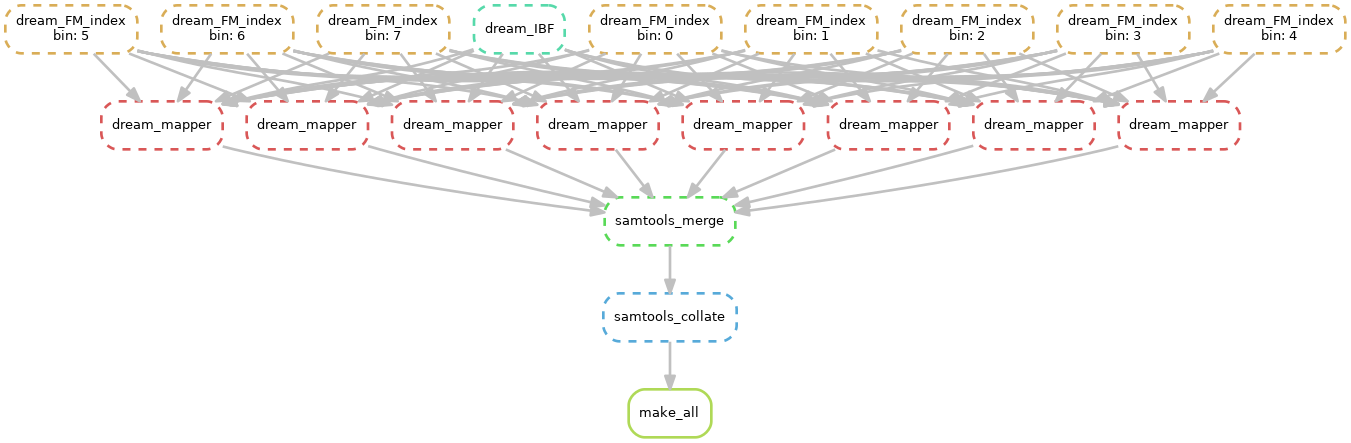 dream_FM_index
bin: 5
dream_FM_index
bin: 6
dream_FM_index
bin: 7
dream_IBF
dream_FM_index
bin: 0
dream_FM_index
bin: 1
dream_FM_index
bin: 2
dream_FM_index
bin: 3
dream_FM_index
bin: 4
dream_mapper
dream_mapper
dream_mapper
dream_mapper
dream_mapper
dream_mapper
dream_mapper
dream_mapper
samtools_merge
samtools_collate
make_all